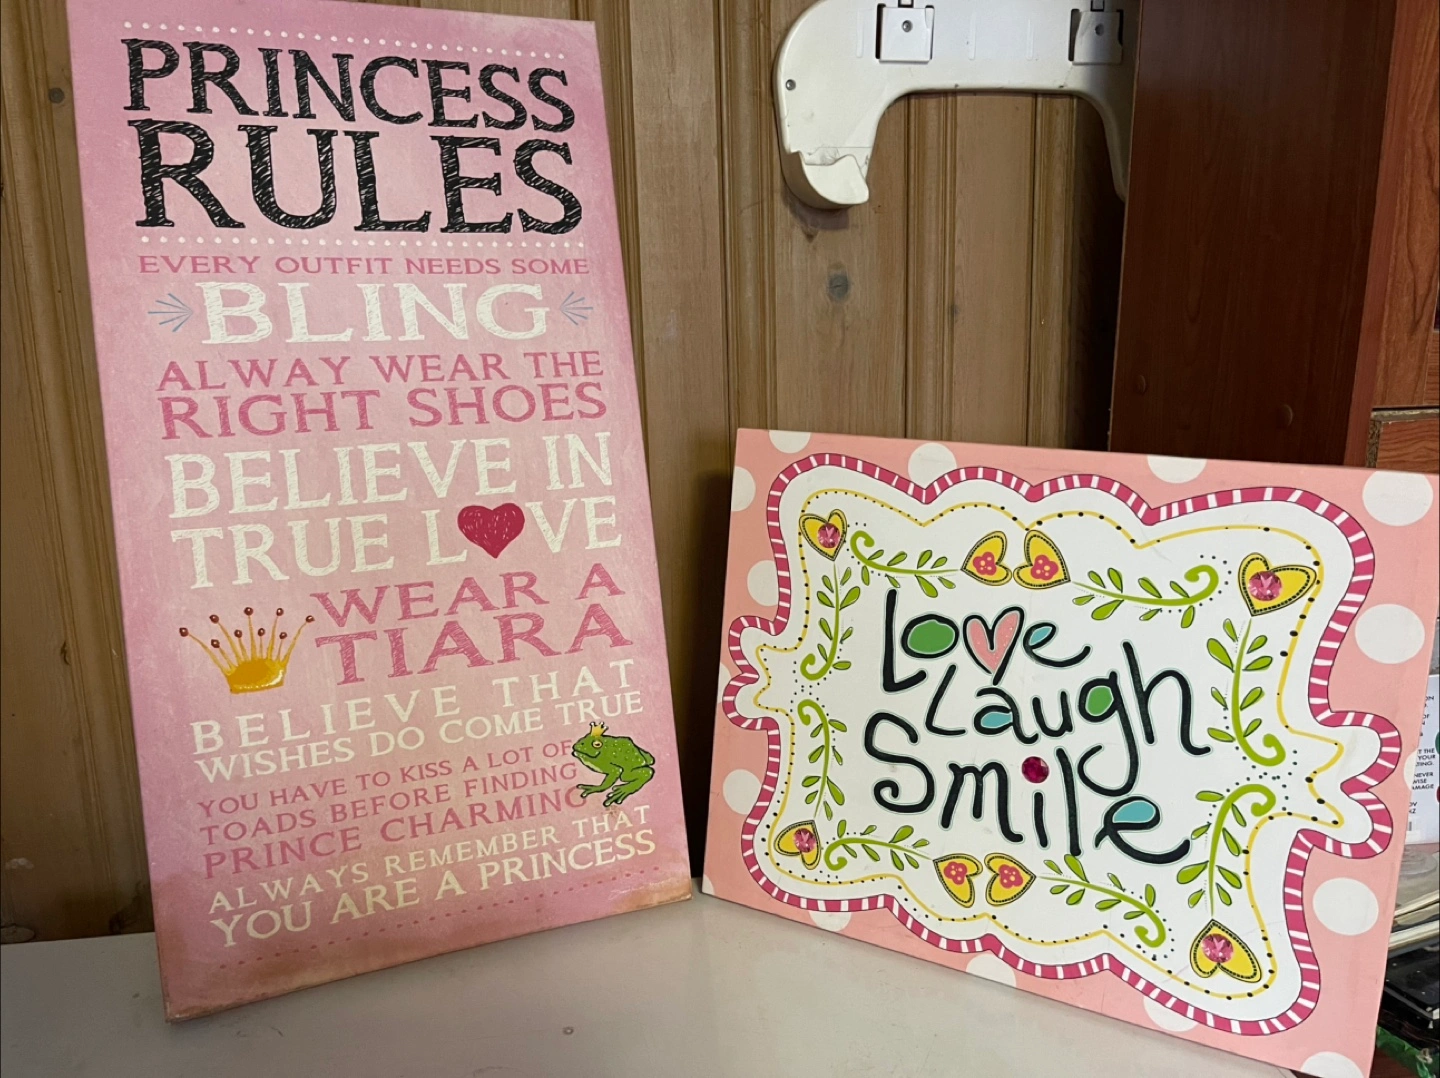 PRINCESS
RULES
EVERY OUTFIT NEEDS SOME
BLING
ALWAY WEAR THE
RIGHT SHOES
BELIEVE IN
TRUE LOVE
WEAR A
TIARA
BELIEVE THAT
WISHES DO COME TRUE
YOU HAVE TO KISS A LOT OF
TOADS BEFORE FINDING
PRINCE CHARMING
ALWAYS REMEMBER THAT
YOU ARE A PRINCESS
Love
Laugh
Smile